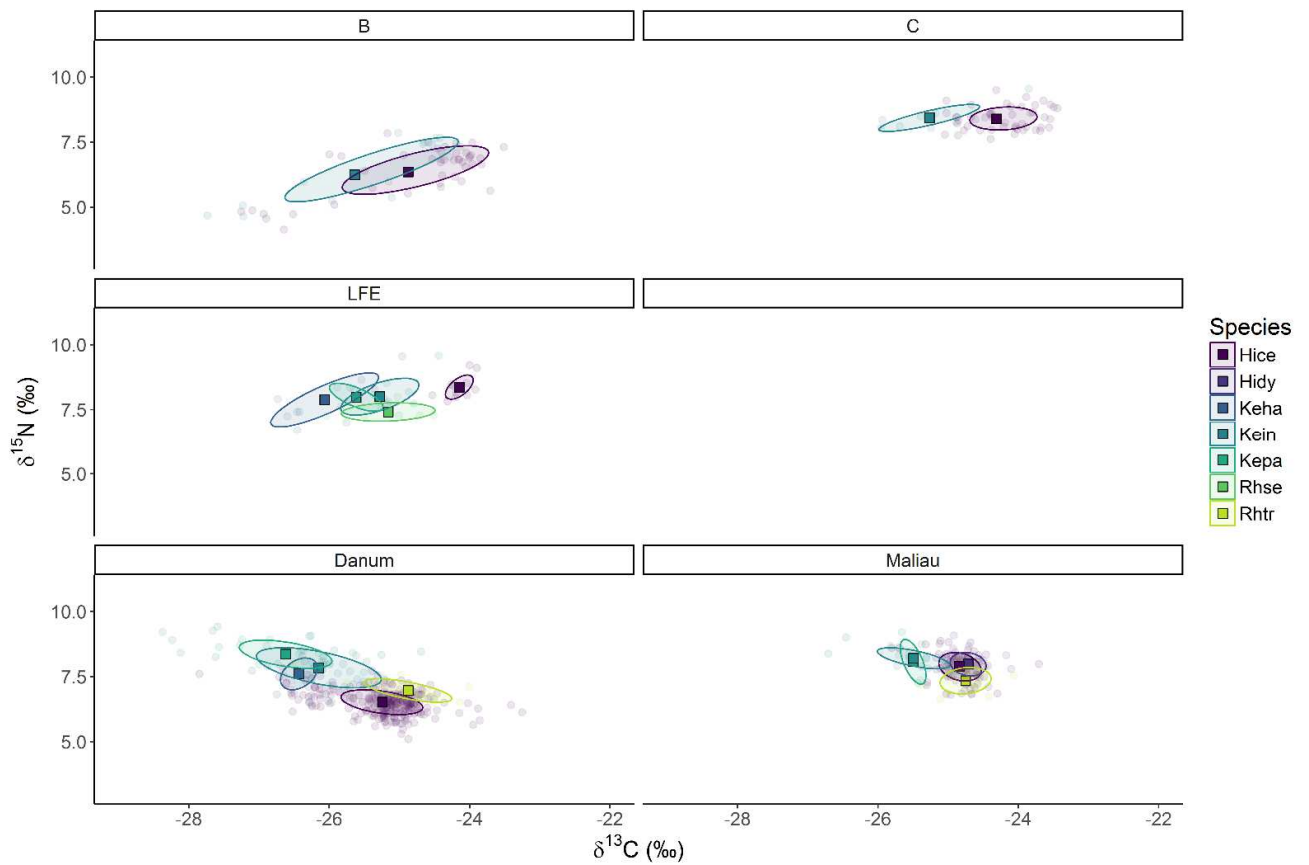 B
C
10.0
7.5
5.0
LFE
10.0
7.5
5.0
Danum
Maliau
10.0
7.5
5.0
-28
-26
-24
-22
-28
-26
-24
-22
δ15N (‰)
δ13C (‰)
Species
Hice
Hidy
Keha
Kein
Kepa
Rhse
Rhtr